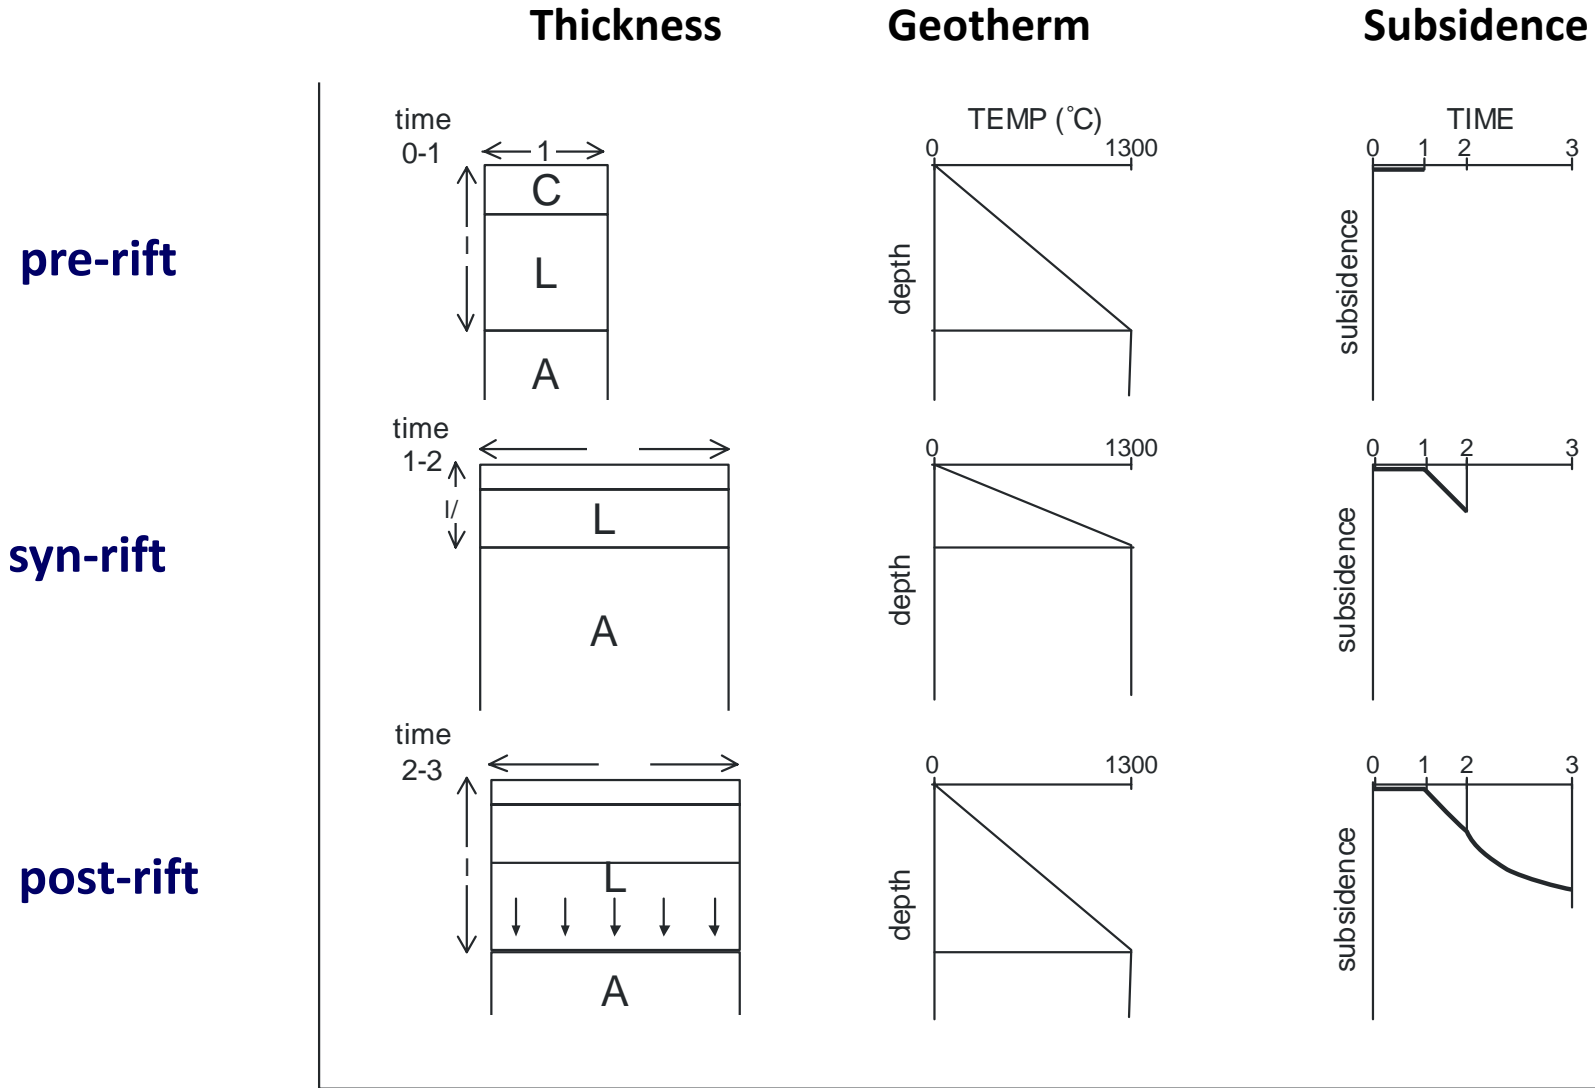 Thickness Geotherm Subsidence
time
0-1
1
C
l
L
A
TEMP (°C)
0 1300
depth
TIME
0 1 2 3
subsidence
pre-rift
time
1-2
l/
L
A
0 1300
depth
0 1 2 3
subsidence
syn-rift
time
2-3
l
L
A
0 1300
depth
0 1 2 3
subsidence
post-rift